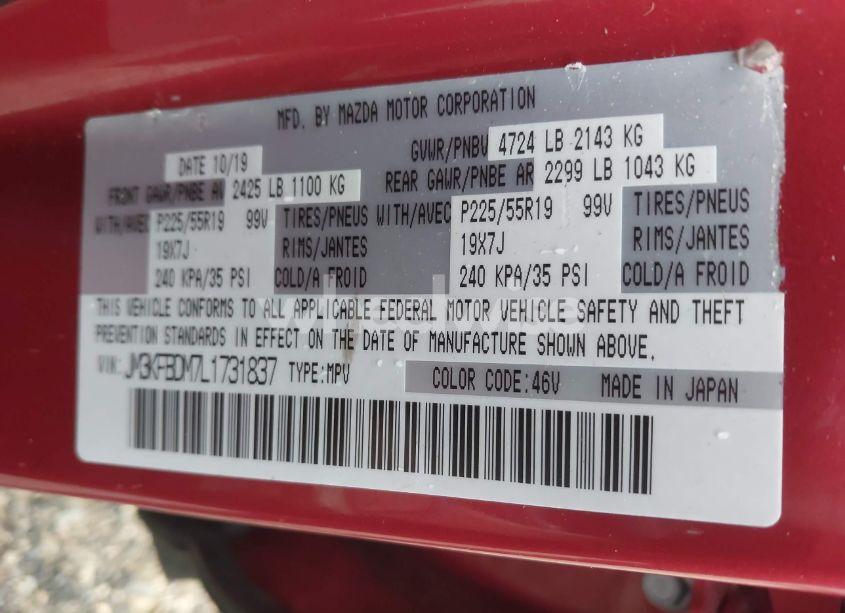 MFD. BY MAZDA MOTOR CORPORATION
DATE 10/19 GVWR/PNBV 4724 LB 2143 KG
FRONT GAWR/PNBE AV 2425 LB 1100 KG REAR GAWR/PNBE AR 2299 LB 1043 KG
WITH/AVEC P225/55R19 99V TIRES/PNEUS WITH/AVEC P225/55R19 99V TIRES/PNEUS
19X7J RIMS/JANTES 19X7J RIMS/JANTES
240 KPA/35 PSI COLD/A FROID 240 KPA/35 PSI COLD/A FROID
THIS VEHICLE CONFORMS TO ALL APPLICABLE FEDERAL MOTOR VEHICLE SAFETY AND THEFT
PREVENTION STANDARDS IN EFFECT ON THE DATE OF MANUFACTURE SHOWN ABOVE.
VIN: JM3KFBDM7L1731837 TYPE:MPV COLOR CODE:46V MADE IN JAPAN